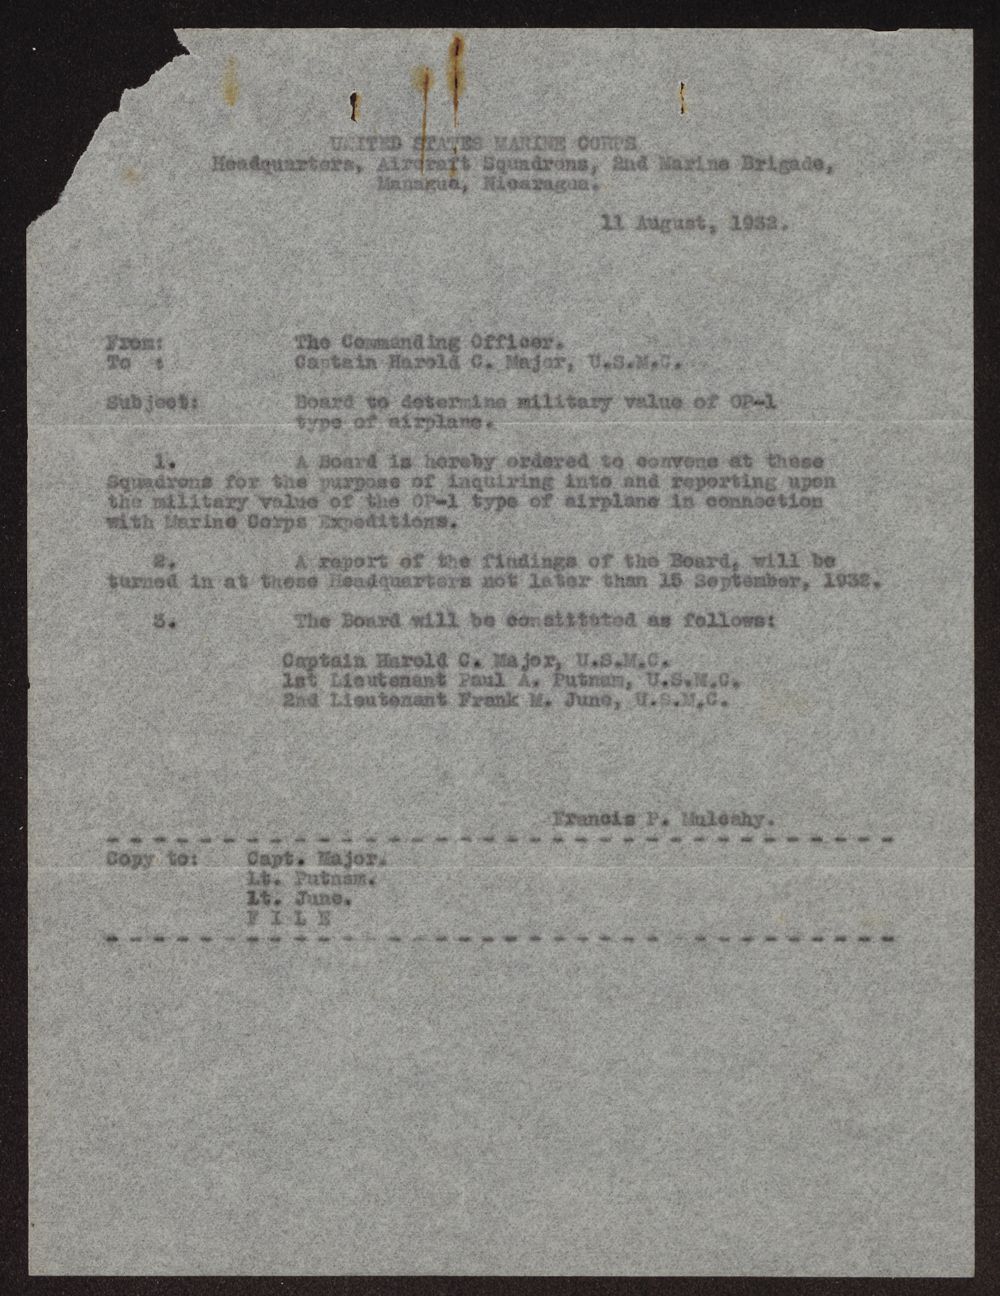 UNITED STATES MARINE CORPS
Headquarters, Aircraft Squadrons, 2nd Marine Brigade,
Managua, Nicaragua.
11 August, 1932.
From: The Commanding Officer.
To : Captain Harold C. Major, U.S.M.C.
Subject: Board to determine military value of OP-1
type of airplane.
1. A Board is hereby ordered to convene at these
Squadrons for the purpose of inquiring into and reporting upon
the military value of the OP-1 type of airplane in connection
with Marine Corps Expeditions.
2. A report of the findings of the Board, will be
turned in at these Headquarters not later than 15 September, 1932.
3. The Board will be consittuted as follows:
Captain Harold C. Major, U.S.M.C.
1st Lieutenant Paul A. Putnam, U.S.M.C.
2nd Lieutenant Frank M. June, U.S.M.C.
Francis P. Mulcahy.
Copy to: Capt. Major.
Lt. Putnam.
Lt. June.
F I L E